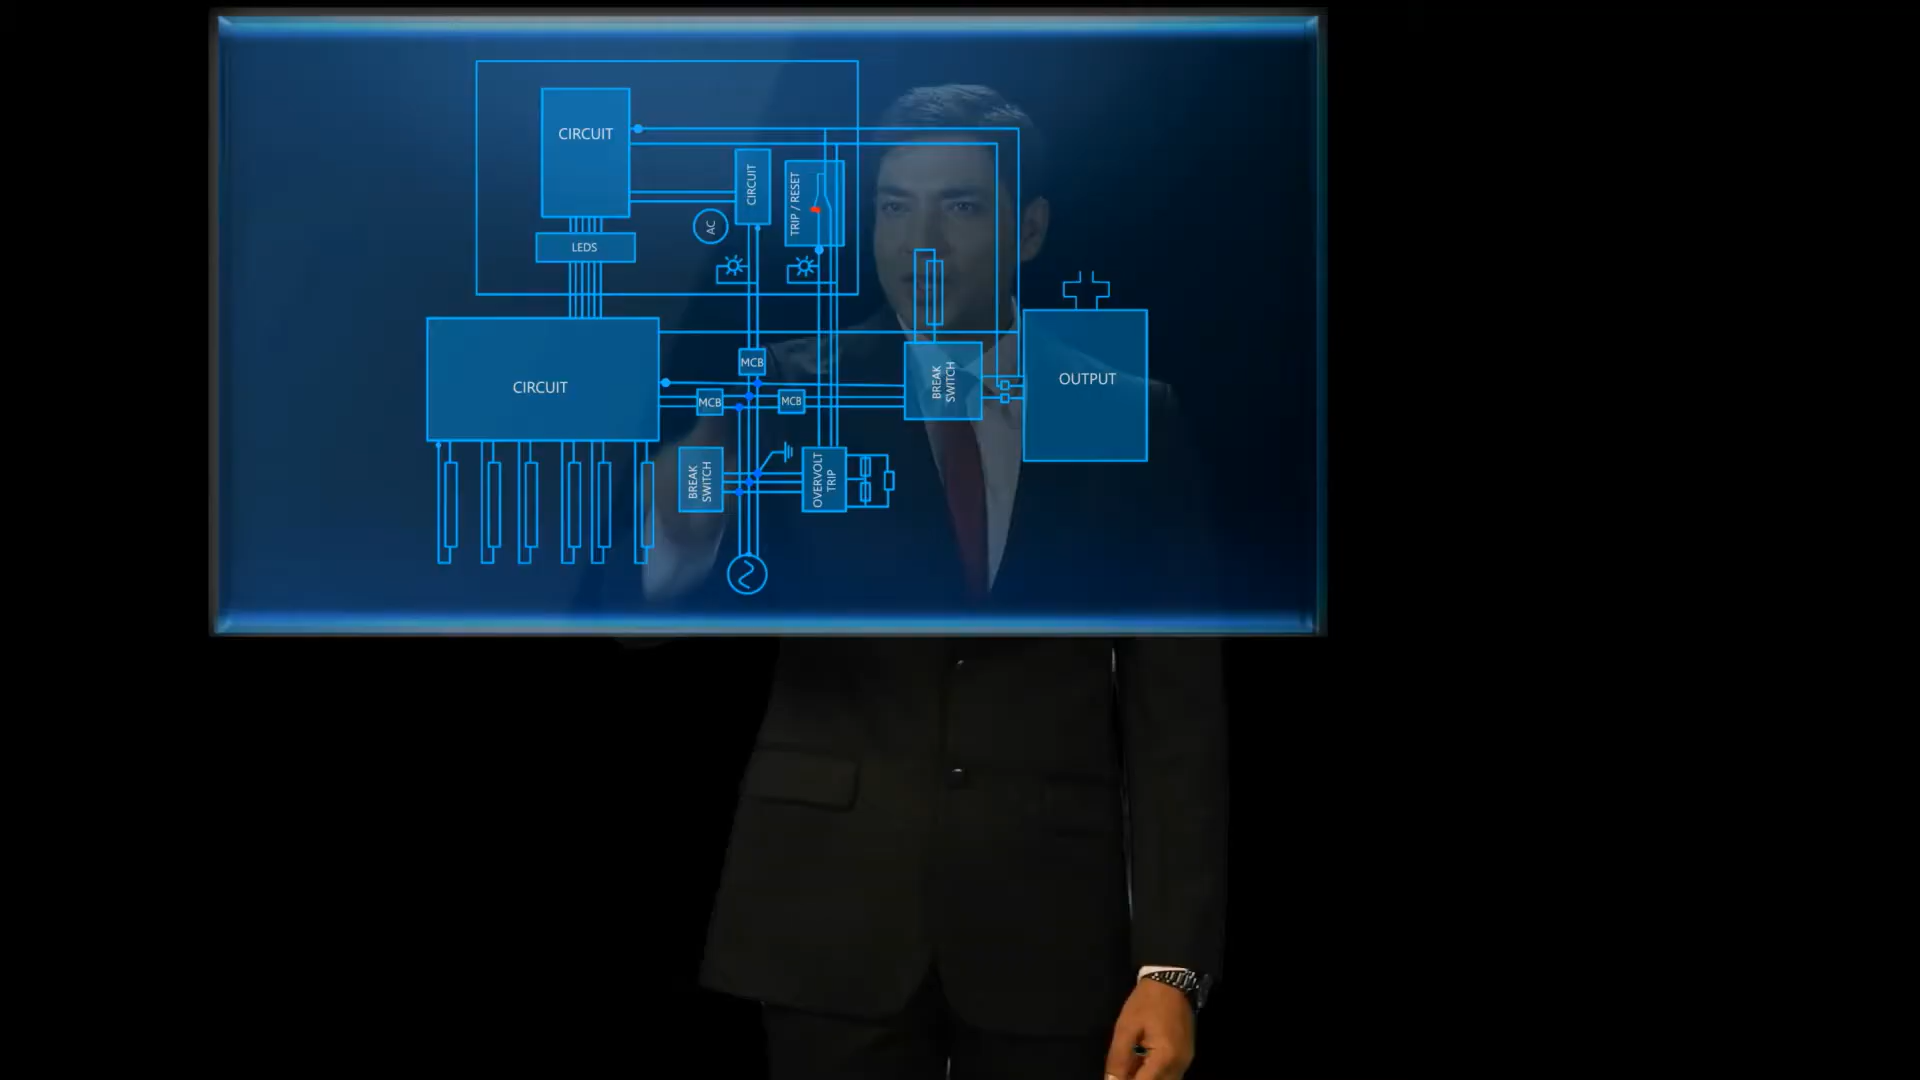 CIRCUIT
CIRCUIT
TRIP / RESET
AC
LEDS
MCB
CIRCUIT
MCB
MCB
BREAK
SWITCH
OUTPUT
BREAK
SWITCH
OVERVOLT
TRIP